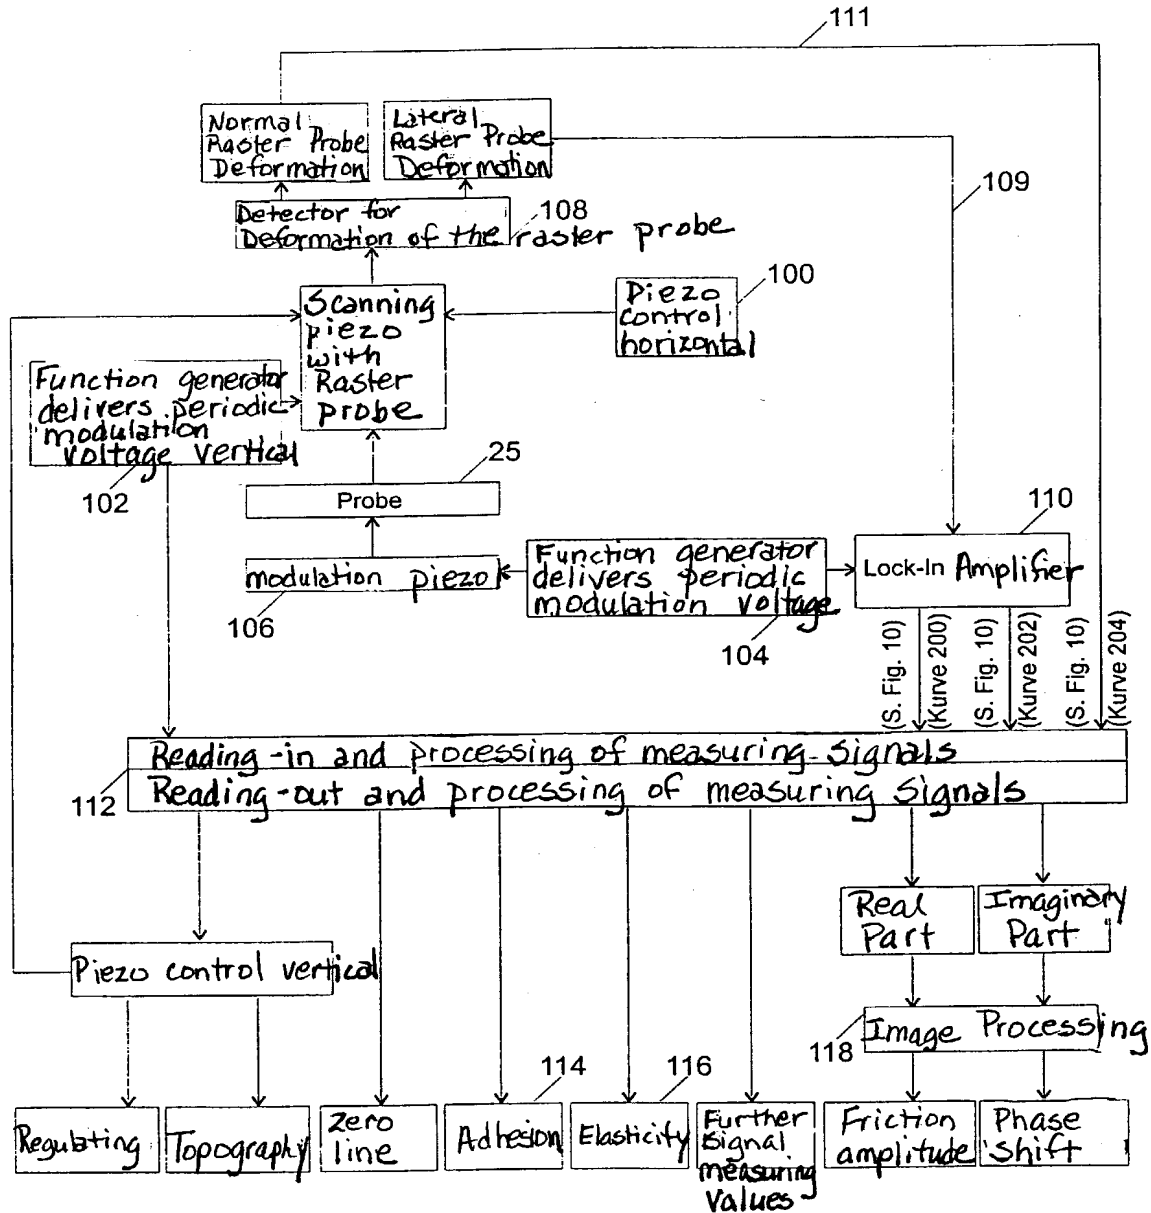 111
Normal
Raster Probe
Deformation
Lateral
Raster Probe
Deformation
109
Detector for
Deformation of the raster probe
108
100
Scanning
piezo
with
Raster
probe
Piezo
control
horizontal
Function generator
delivers periodic
modulation
voltage vertical
102
25
Probe
110
modulation piezo
106
Function generator
delivers periodic
modulation voltage
104
Lock-In Amplifier
(S. Fig. 10)
(Kurve 200)
(S. Fig. 10)
(Kurve 202)
(S. Fig. 10)
(Kurve 204)
Reading-in and processing of measuring signals
Reading-out and processing of measuring signals
112
Real
Part
Imaginary
Part
Piezo control vertical
Image Processing
118
114
116
Regulating
Topography
Zero
line
Adhesion
Elasticity
Further
signal
measuring
values
Friction
amplitude
Phase
shift